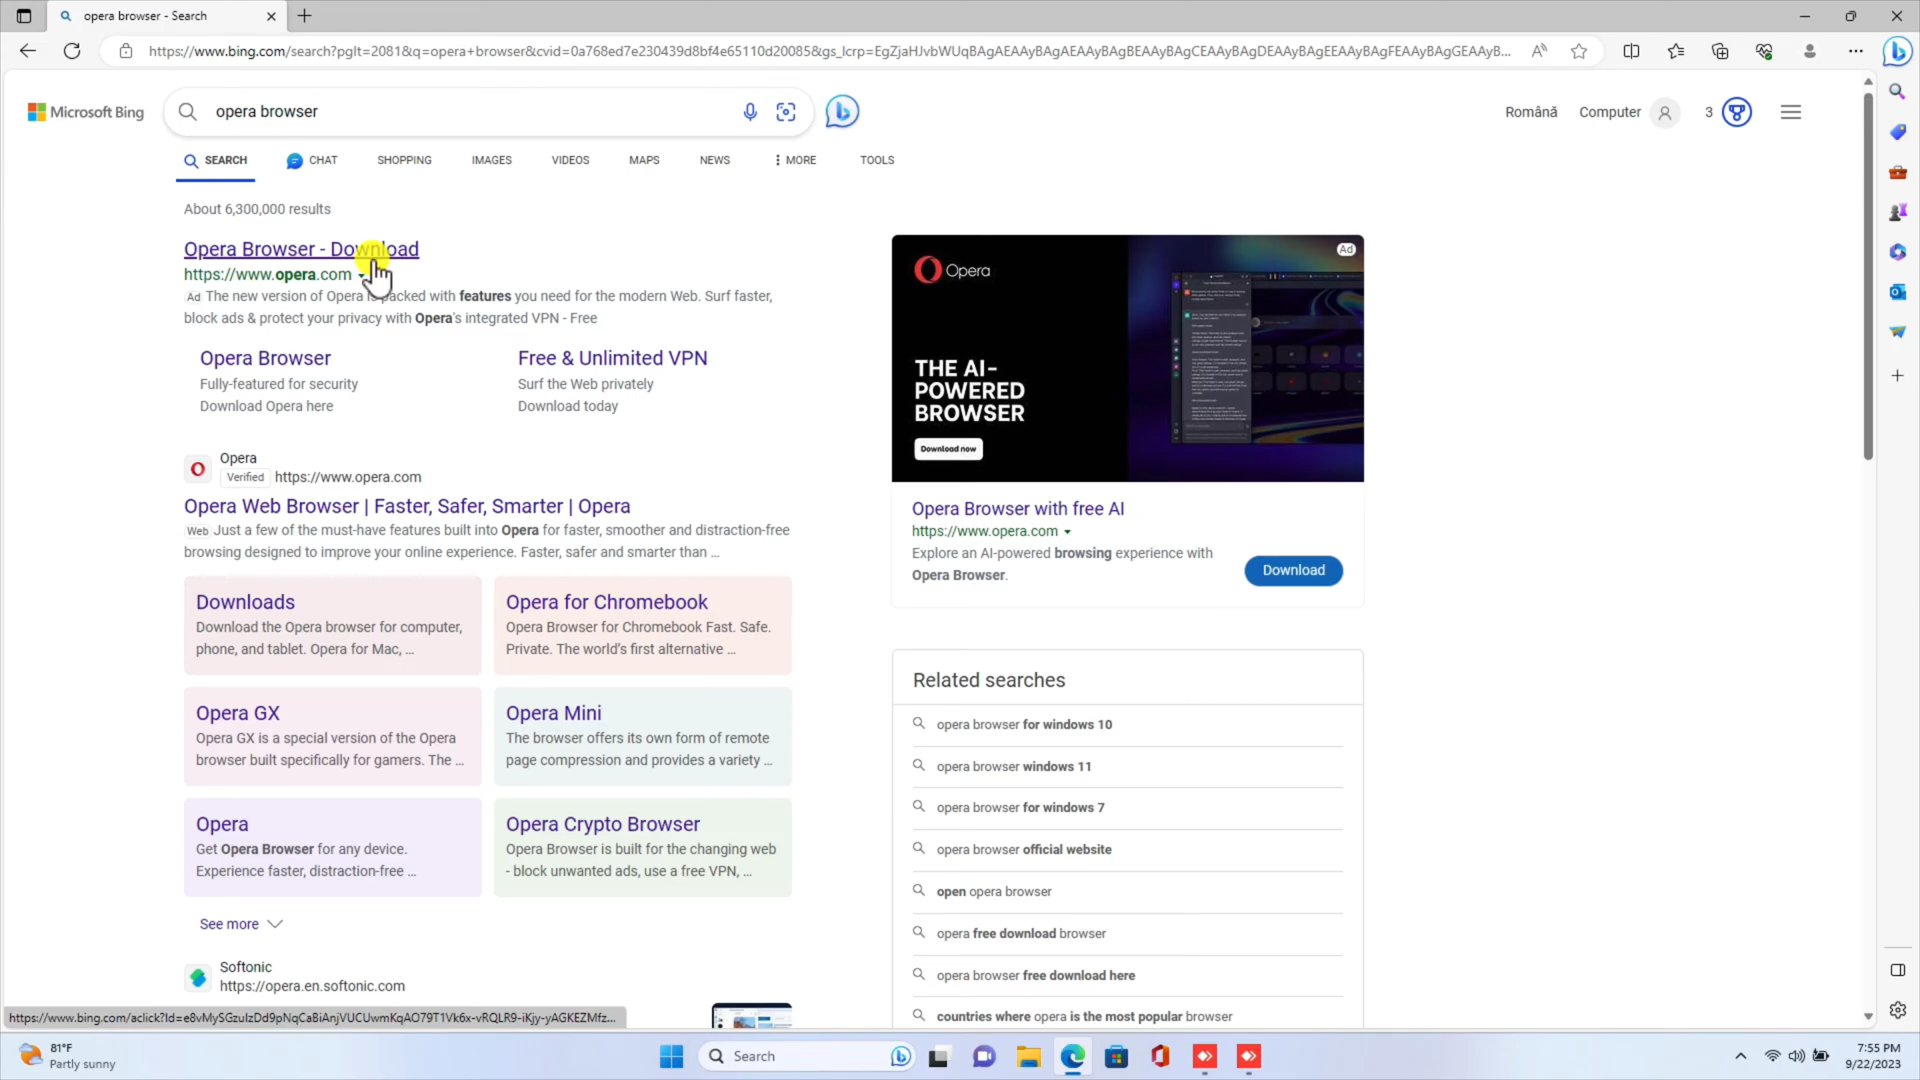 opera browser - Search
https://www.bing.com/search?pglt=2081&q=opera+browser&cvid=0a768ed7e230439d8bf4e65110d20085&gs_lcrp=EgZjaHJvbWUqBAgAEAAyBAgAEAAyBAgBEAAyBAgCEAAyBAgDEAAyBAgEEAAyBAgFEAAyBAgGEAAyB...
Microsoft Bing
opera browser
Română
Computer
3
SEARCH
CHAT
SHOPPING
IMAGES
VIDEOS
MAPS
NEWS
MORE
TOOLS
About 6,300,000 results
Opera Browser - Download
https://www.opera.com
Ad The new version of Opera is packed with features you need for the modern Web. Surf faster,
block ads & protect your privacy with Opera's integrated VPN - Free
Opera Browser
Fully-featured for security
Download Opera here
Free & Unlimited VPN
Surf the Web privately
Download today
Opera
Verified https://www.opera.com
Opera Web Browser | Faster, Safer, Smarter | Opera
Web Just a few of the must-have features built into Opera for faster, smoother and distraction-free
browsing designed to improve your online experience. Faster, safer and smarter than ...
Downloads
Download the Opera browser for computer,
phone, and tablet. Opera for Mac, ...
Opera for Chromebook
Opera Browser for Chromebook Fast. Safe.
Private. The world's first alternative ...
Opera GX
Opera GX is a special version of the Opera
browser built specifically for gamers. The ...
Opera Mini
The browser offers its own form of remote
page compression and provides a variety ...
Opera
Get Opera Browser for any device.
Experience faster, distraction-free ...
Opera Crypto Browser
Opera Browser is built for the changing web
- block unwanted ads, use a free VPN, ...
See more
Softonic
https://opera.en.softonic.com
Ad
Opera
THE AI-
POWERED
BROWSER
Download now
Opera Browser with free AI
https://www.opera.com
Explore an AI-powered browsing experience with
Opera Browser.
Download
Related searches
opera browser for windows 10
opera browser windows 11
opera browser for windows 7
opera browser official website
open opera browser
opera free download browser
opera browser free download here
countries where opera is the most popular browser
https://www.bing.com/aclick?ld=e8vMySGzuIzDd9pNqCaBiAnjVUCUwmKqAO79T1Vk6x-vRQLR9-iKjy-yAGKEZMfz...
81°F
Partly sunny
Search
7:55 PM
9/22/2023